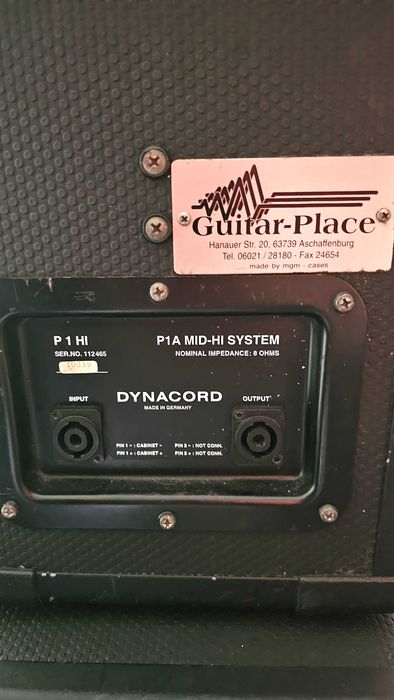 Guitar-Place
Hanauer Str. 20, 63739 Aschaffenburg
Tel. 06021 / 28180 - Fax 24654
made by mgm - cases
P 1 HI
P1A MID-HI SYSTEM
SER.NO. 112465
NOMINAL IMPEDANCE: 8 OHMS
10319
INPUT
DYNACORD
OUTPUT
MADE IN GERMANY
PIN 1 - : CABINET - PIN 2 - : NOT CONN.
PIN 1 + : CABINET + PIN 2 + : NOT CONN.